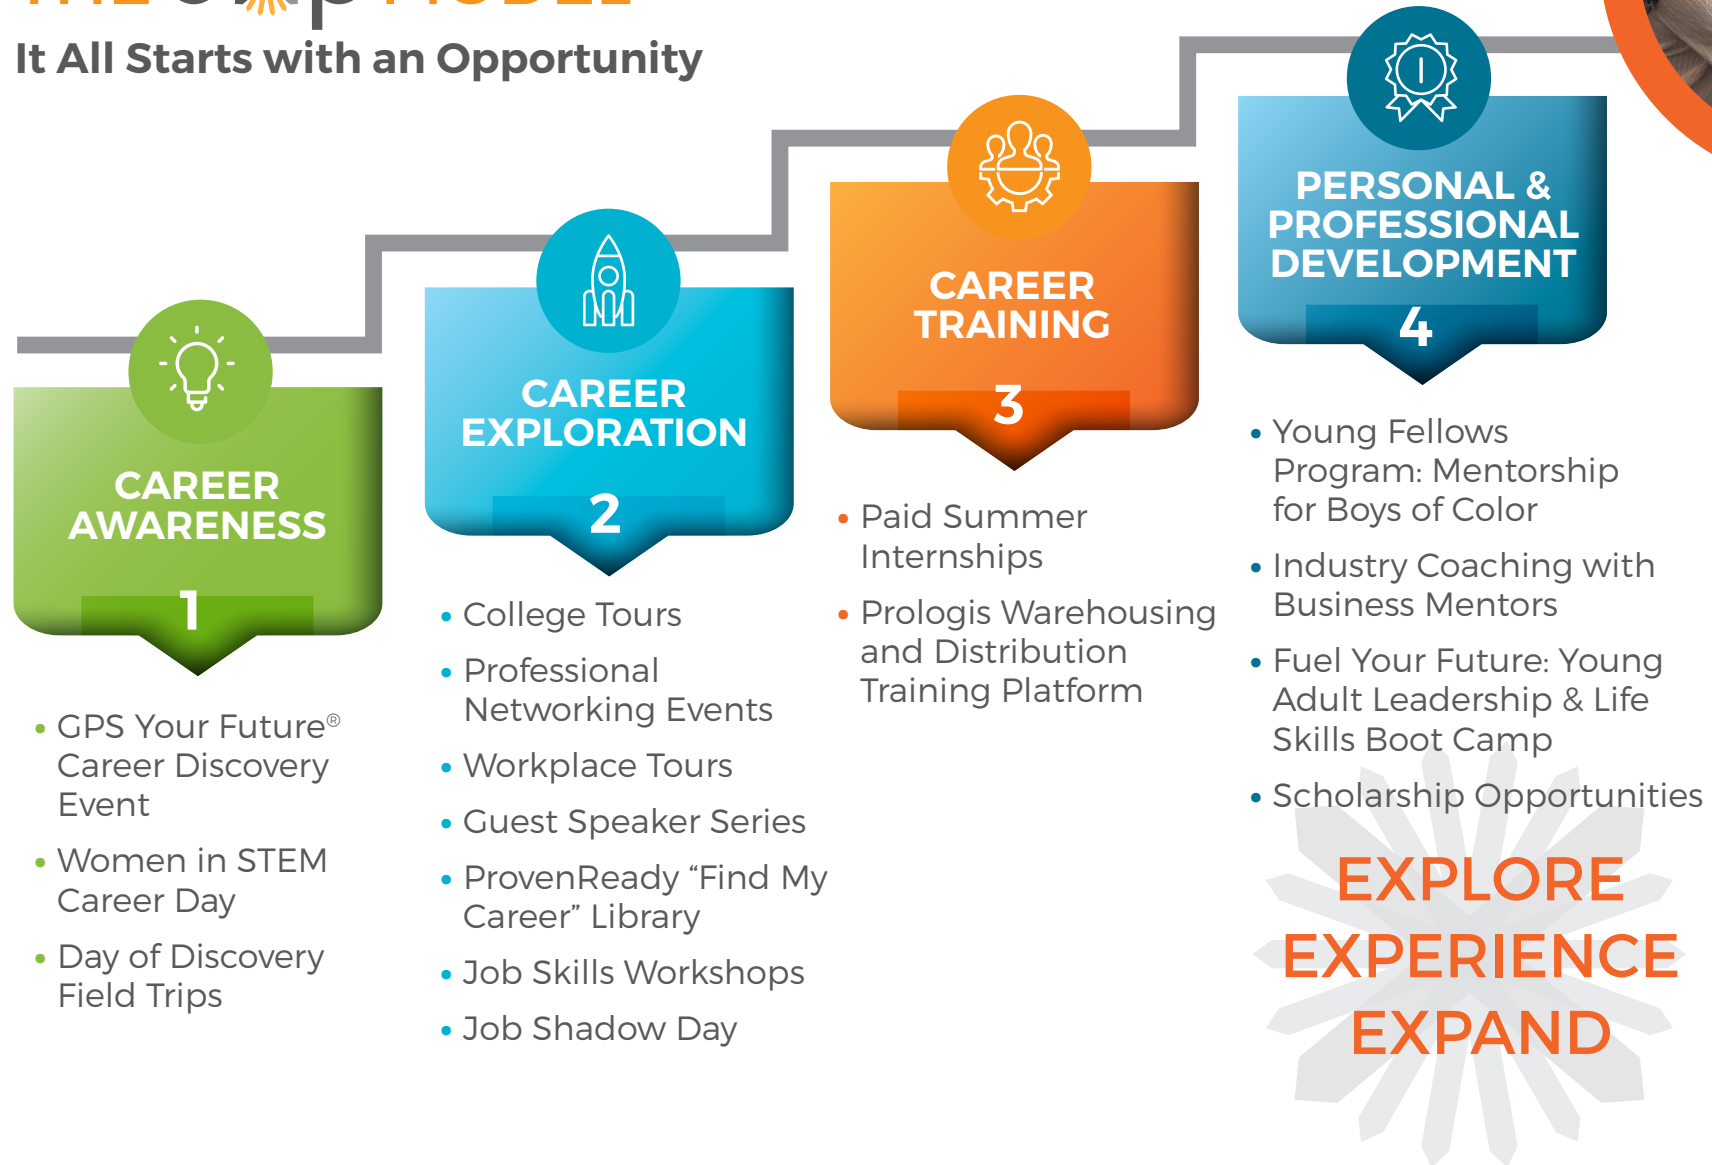 THE exp MODEL
It All Starts with an Opportunity
CAREER
AWARENESS
1
• GPS Your Future®
Career Discovery
Event
• Women in STEM
Career Day
• Day of Discovery
Field Trips
CAREER
EXPLORATION
2
• College Tours
• Professional
Networking Events
• Workplace Tours
• Guest Speaker Series
• ProvenReady “Find My
Career” Library
• Job Skills Workshops
• Job Shadow Day
CAREER
TRAINING
3
• Paid Summer
Internships
• Prologis Warehousing
and Distribution
Training Platform
PERSONAL &
PROFESSIONAL
DEVELOPMENT
4
• Young Fellows
Program: Mentorship
for Boys of Color
• Industry Coaching with
Business Mentors
• Fuel Your Future: Young
Adult Leadership & Life
Skills Boot Camp
• Scholarship Opportunities
EXPLORE
EXPERIENCE
EXPAND